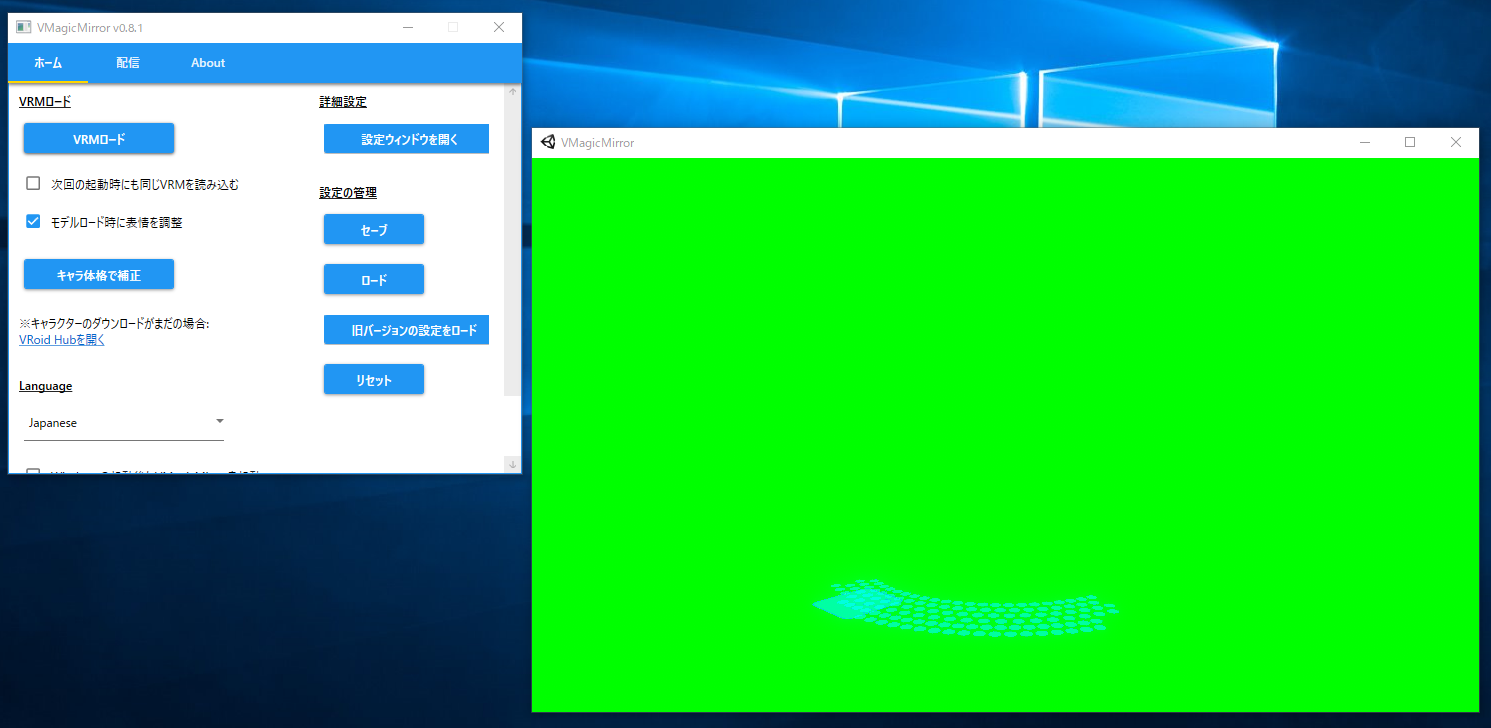 VMagicMirror v0.8.1
ホーム
配信
About
VRMロード
VRMロード
次回の起動時にも同じVRMを読み込む
モデルロード時に表情を調整
キャラ体格で補正
※キャラクターのダウンロードがまだの場合:
VRoid Hubを開く
Language
Japanese
詳細設定
設定ウィンドウを開く
設定の管理
セーブ
ロード
旧バージョンの設定をロード
リセット
VMagicMirror